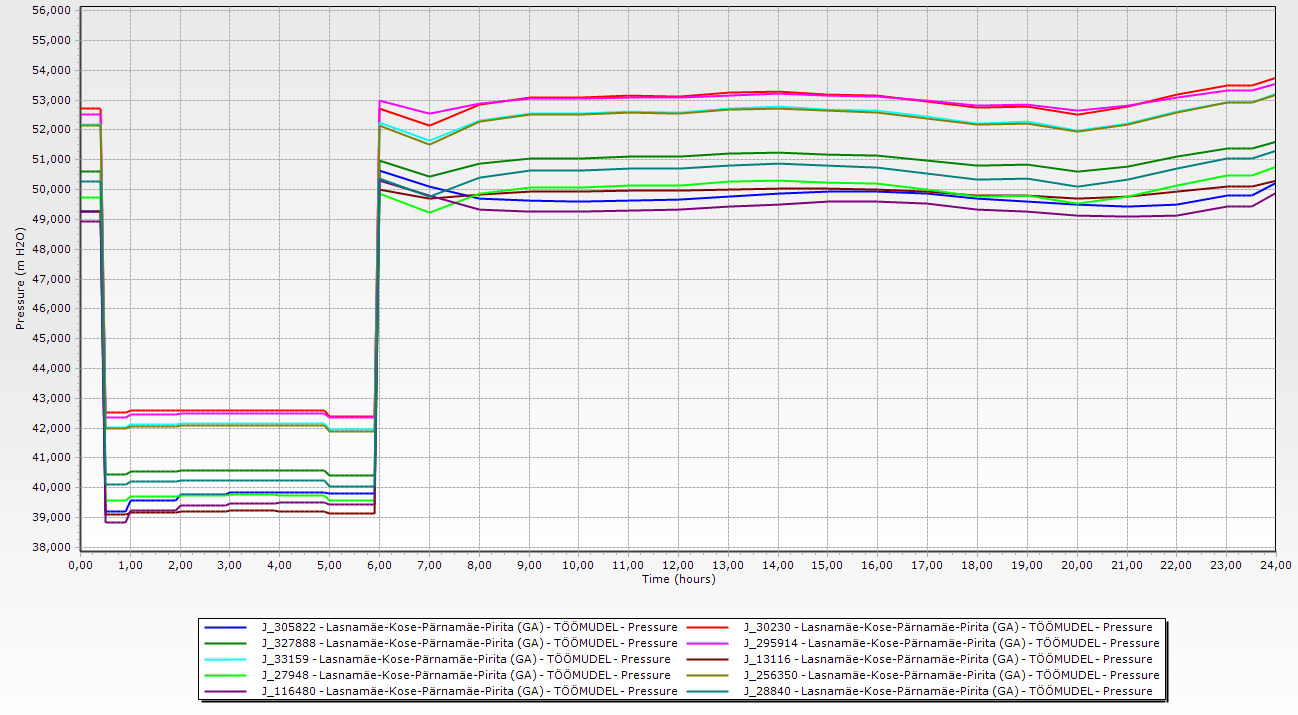 56,000
55,000
54,000
53,000
52,000
51,000
50,000
49,000
48,000
47,000
46,000
45,000
44,000
43,000
42,000
41,000
40,000
39,000
38,000
Pressure (m H2O)
0,00 1,00 2,00 3,00 4,00 5,00 6,00 7,00 8,00 9,00 10,00 11,00 12,00 13,00 14,00 15,00 16,00 17,00 18,00 19,00 20,00 21,00 22,00 23,00 24,00
Time (hours)
J_305822 - Lasnamäe-Kose-Pärnamäe-Pirita (GA) - TÖÖMUDEL - Pressure J_30230 - Lasnamäe-Kose-Pärnamäe-Pirita (GA) - TÖÖMUDEL - Pressure
J_327888 - Lasnamäe-Kose-Pärnamäe-Pirita (GA) - TÖÖMUDEL - Pressure J_295914 - Lasnamäe-Kose-Pärnamäe-Pirita (GA) - TÖÖMUDEL - Pressure
J_33159 - Lasnamäe-Kose-Pärnamäe-Pirita (GA) - TÖÖMUDEL - Pressure J_13116 - Lasnamäe-Kose-Pärnamäe-Pirita (GA) - TÖÖMUDEL - Pressure
J_27948 - Lasnamäe-Kose-Pärnamäe-Pirita (GA) - TÖÖMUDEL - Pressure J_256350 - Lasnamäe-Kose-Pärnamäe-Pirita (GA) - TÖÖMUDEL - Pressure
J_116480 - Lasnamäe-Kose-Pärnamäe-Pirita (GA) - TÖÖMUDEL - Pressure J_28840 - Lasnamäe-Kose-Pärnamäe-Pirita (GA) - TÖÖMUDEL - Pressure